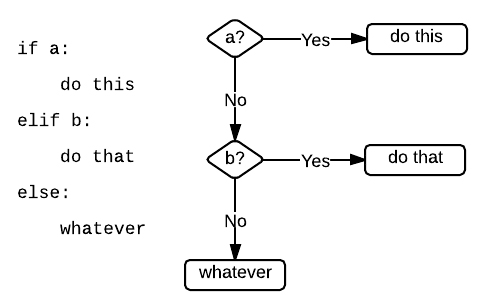 if a:
    do this
elif b:
    do that
else:
    whatever
a?
Yes
do this
No
b?
Yes
do that
No
whatever